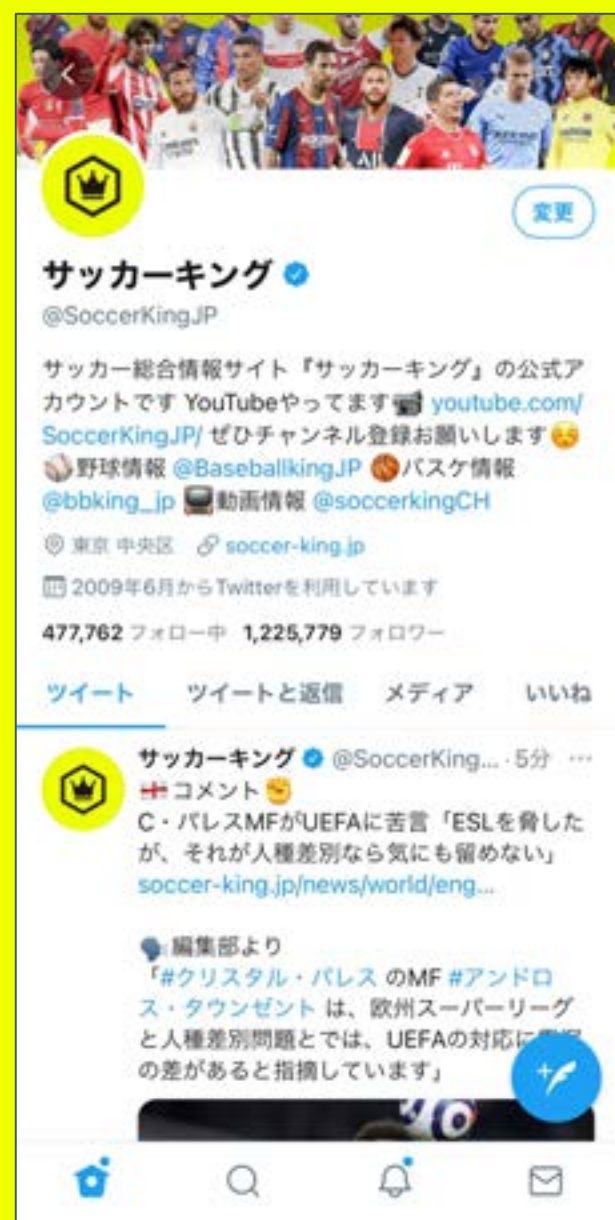 変更
サッカーキング
@SoccerKingJP
サッカー総合情報サイト『サッカーキング』の公式ア
カウントです YouTubeやってます📹 youtube.com/
SoccerKingJP/ ぜひチャンネル登録お願いします☺️
⚾野球情報 @BaseballkingJP 🏀バスケ情報
@bbking_jp 📺動画情報 @soccerkingCH
東京 中央区 soccer-king.jp
2009年6月からTwitterを利用しています
477,762 フォロー中 1,225,779 フォロワー
ツイート ツイートと返信 メディア いいね
サッカーキング @SoccerKing... · 5分 ···
🏴󠁧󠁢󠁥󠁮󠁧󠁿コメント✊
C・パレスMFがUEFAに苦言「ESLを脅した
が、それが人種差別なら気にも留めない」
soccer-king.jp/news/world/eng...
🗣編集部より
「#クリスタル・パレス のMF #アンドロ
ス・タウンゼント は、欧州スーパーリーグ
と人種差別問題とでは、UEFAの対応に
の差があると指摘しています」